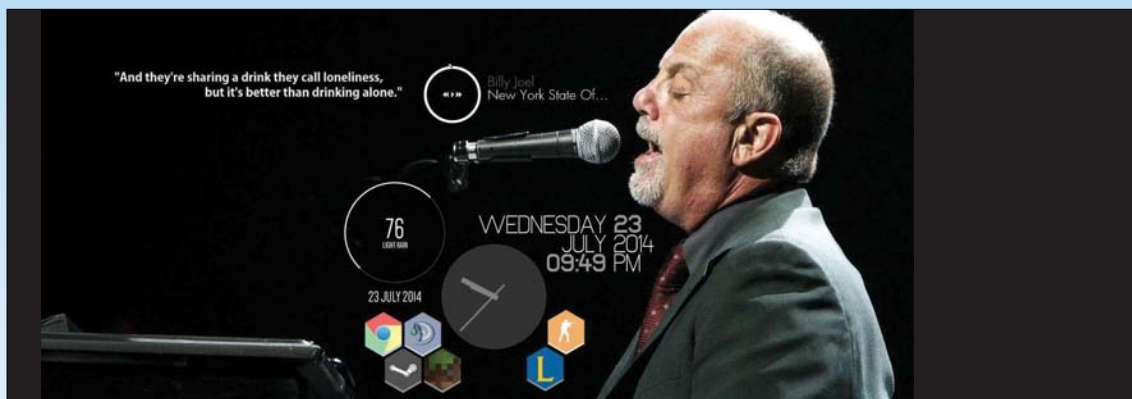 "And they're sharing a drink they call loneliness,
but it's better than drinking alone."
Billy Joel
New York State Of...
76
LIGHT RAIN
WEDNESDAY 23
JULY 2014
09:49 PM
23 JULY 2014
L